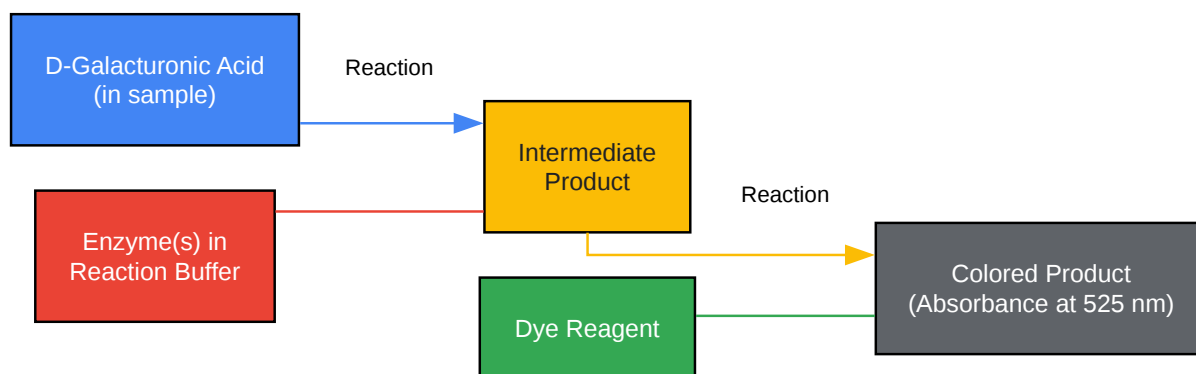 D-Galacturonic Acid
(in sample)
Reaction
Intermediate
Product
Reaction
Enzyme(s) in
Reaction Buffer
Colored Product
(Absorbance at 525 nm)
Dye Reagent